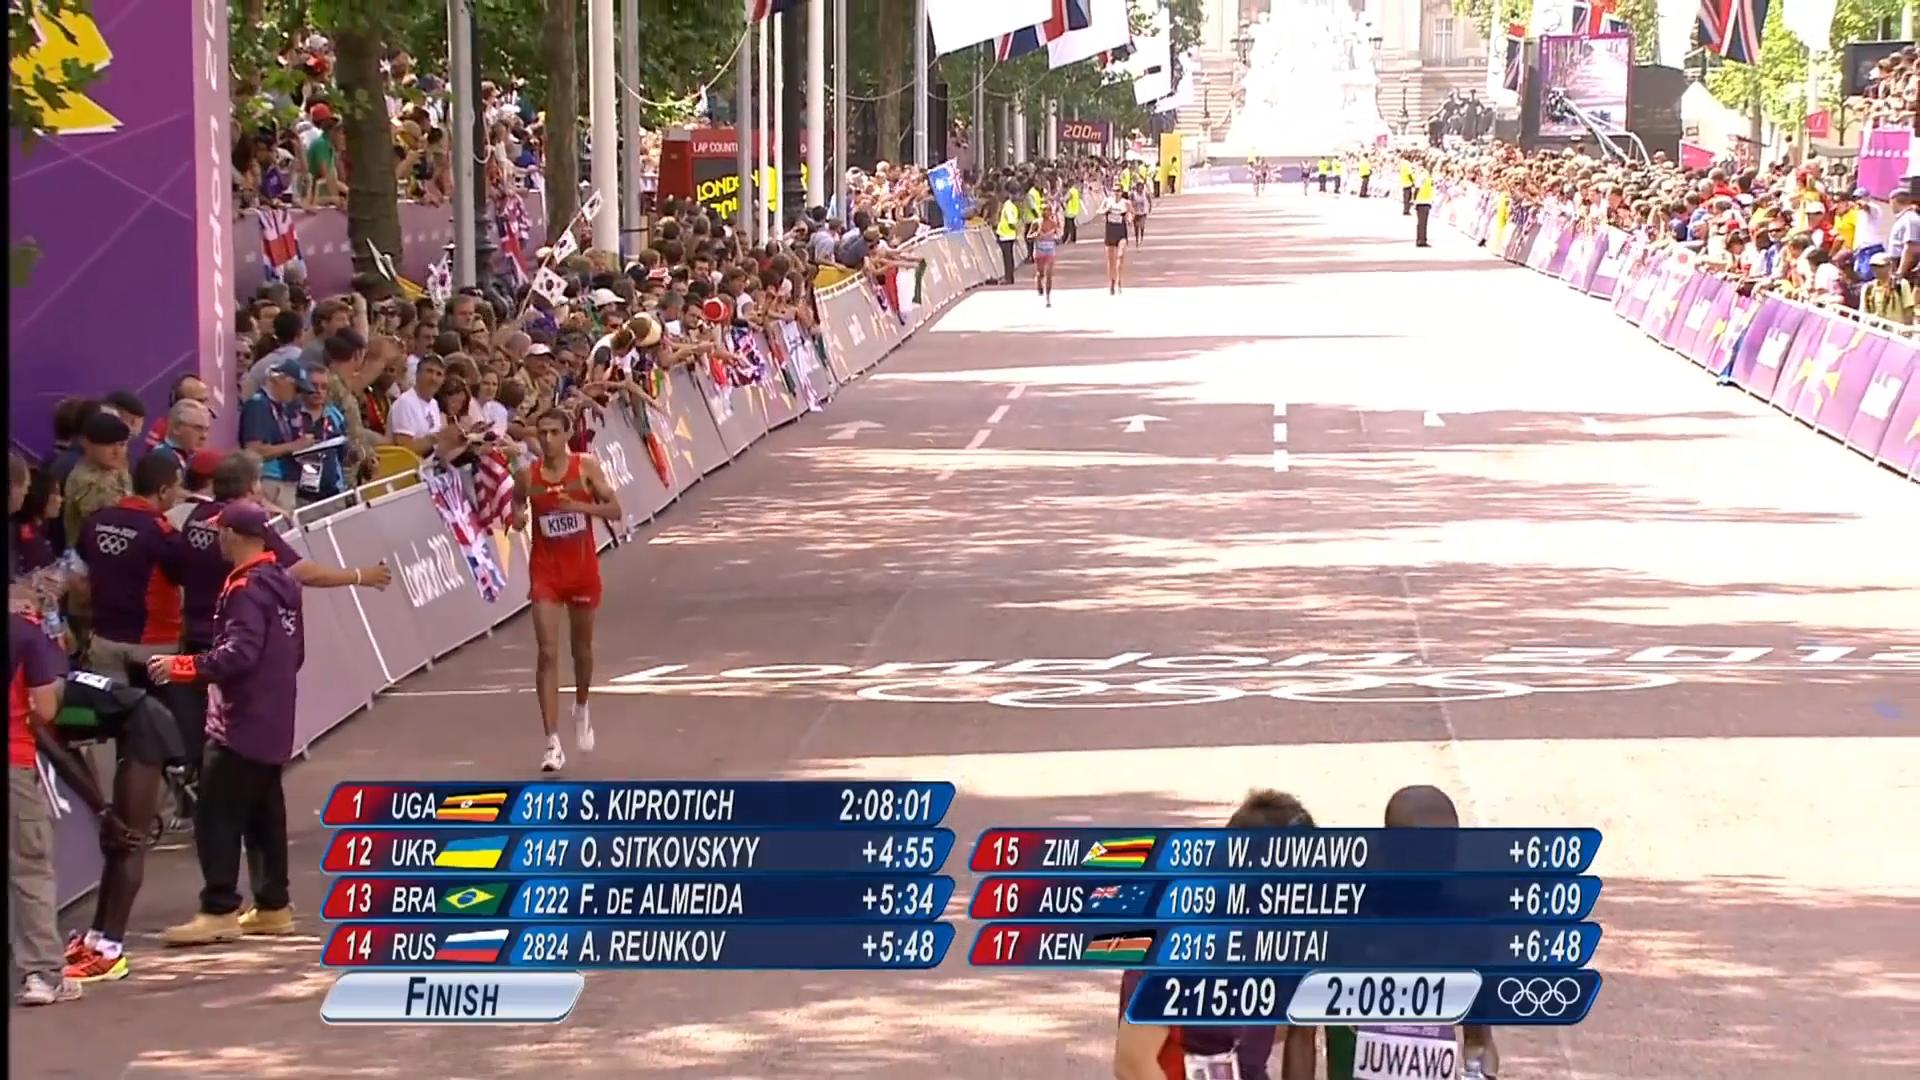 London 20
LAP COUNT
LONDON
200m
KISRI
London 2012
London 2012
1 UGA 3113 S. KIPROTICH 2:08:01
12 UKR 3147 O. SITKOVSKYY +4:55
13 BRA 1222 F. DE ALMEIDA +5:34
14 RUS 2824 A. REUNKOV +5:48
15 ZIM 3367 W. JUWAWO +6:08
16 AUS 1059 M. SHELLEY +6:09
17 KEN 2315 E. MUTAI +6:48
FINISH
2:15:09 2:08:01
JUWAWO